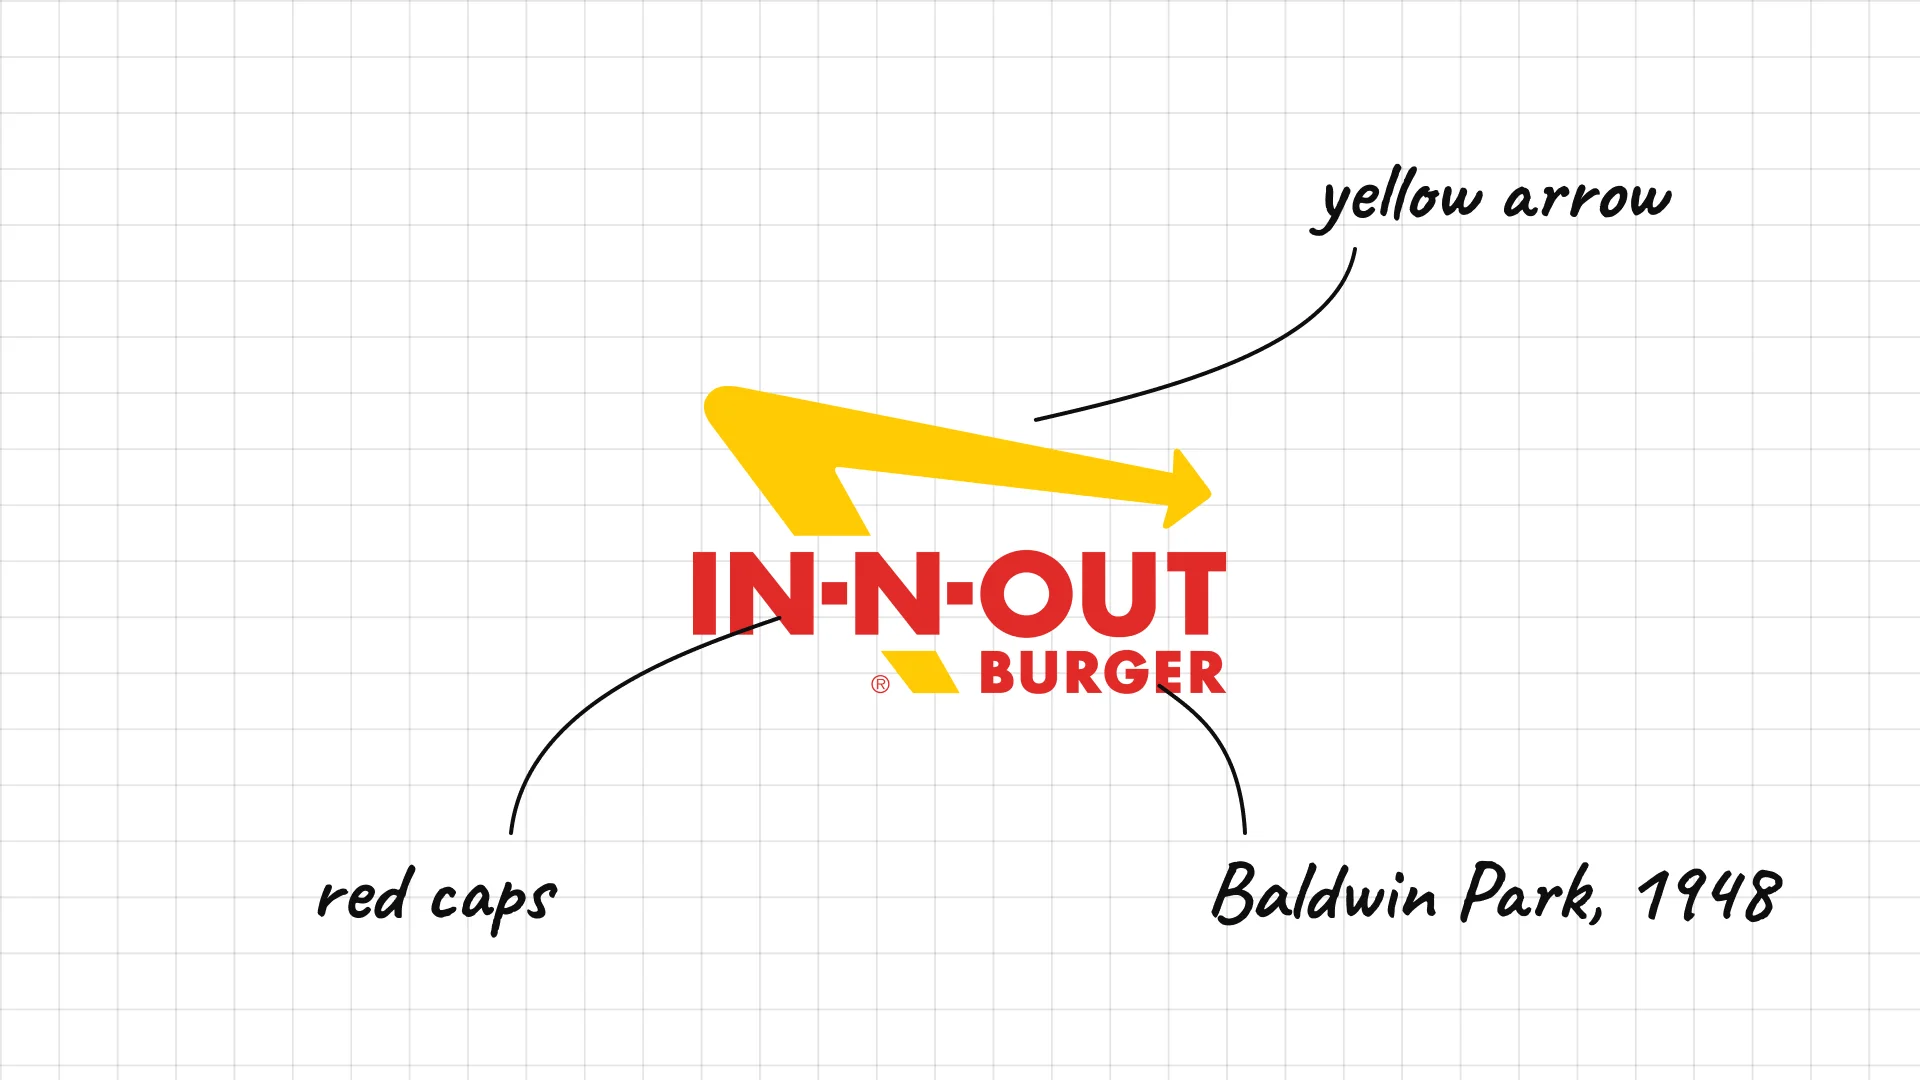 yellow arrow
IN-N-OUT
® BURGER
red caps
Baldwin Park, 1948